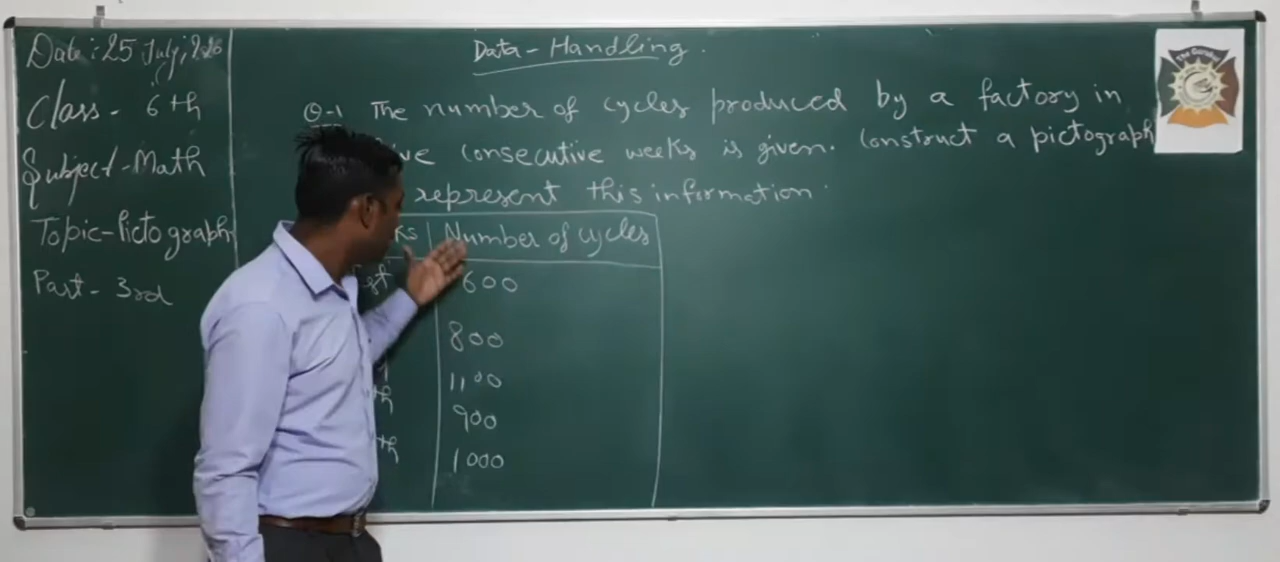 Date: 25 July, 2020
Class - 6th
Subject - Math
Topic - Pictograph
Part - 3rd
Data - Handling.
Q-1 The number of cycles produced by a factory in
consecutive weeks is given. Construct a pictograph
represent this information.
Number of cycles
600
800
1100
900
1000
The Gurukul